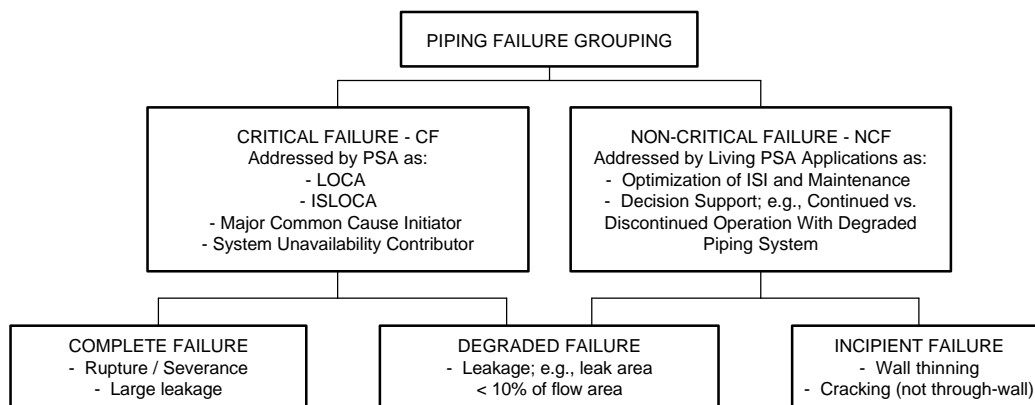 PIPING FAILURE GROUPING
CRITICAL FAILURE - CF
Addressed by PSA as:
- LOCA
- ISLOCA
- Major Common Cause Initiator
- System Unavailability Contributor
NON-CRITICAL FAILURE - NCF
Addressed by Living PSA Applications as:
- Optimization of ISI and Maintenance
- Decision Support; e.g., Continued vs.
Discontinued Operation With Degraded
Piping System
COMPLETE FAILURE
- Rupture / Severance
- Large leakage
DEGRADED FAILURE
- Leakage; e.g., leak area
< 10% of flow area
INCIPIENT FAILURE
- Wall thinning
- Cracking (not through-wall)